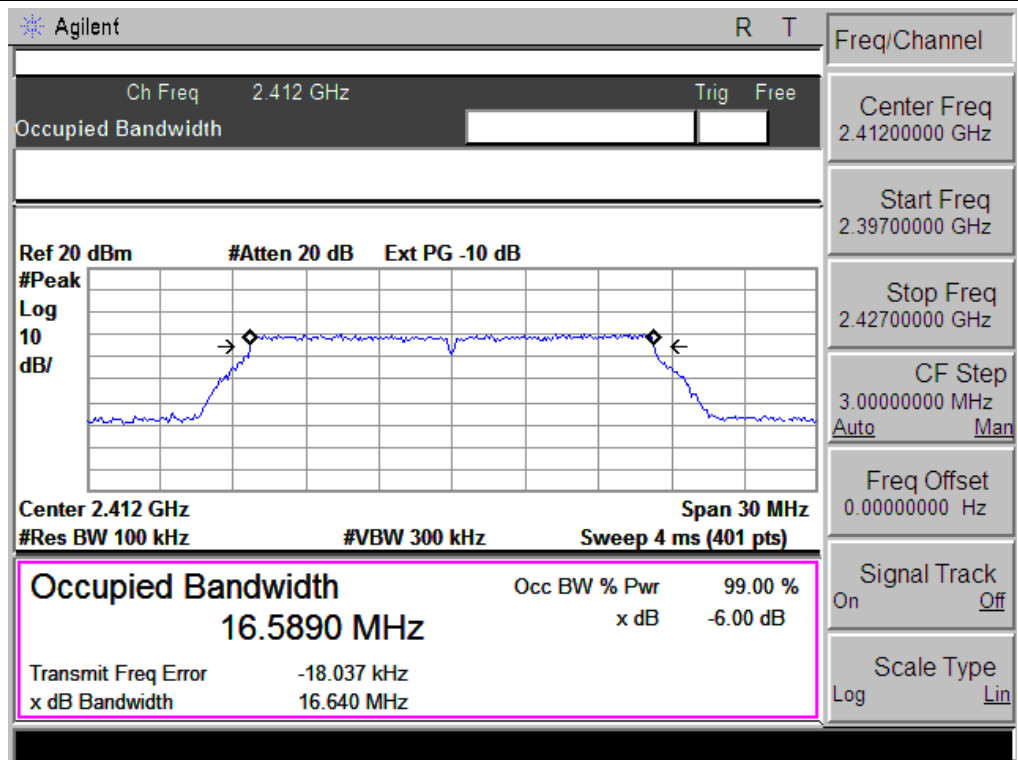 Agilent
R T
Ch Freq 2.412 GHz Trig Free
Occupied Bandwidth
Ref 20 dBm #Atten 20 dB Ext PG -10 dB
#Peak
Log
10
dB/
Center 2.412 GHz Span 30 MHz
#Res BW 100 kHz #VBW 300 kHz Sweep 4 ms (401 pts)
Occupied Bandwidth Occ BW % Pwr 99.00 %
16.5890 MHz x dB -6.00 dB
Transmit Freq Error -18.037 kHz
x dB Bandwidth 16.640 MHz
Freq/Channel
Center Freq
2.41200000 GHz
Start Freq
2.39700000 GHz
Stop Freq
2.42700000 GHz
CF Step
3.00000000 MHz
Auto Man
Freq Offset
0.00000000 Hz
Signal Track
On Off
Scale Type
Log Lin